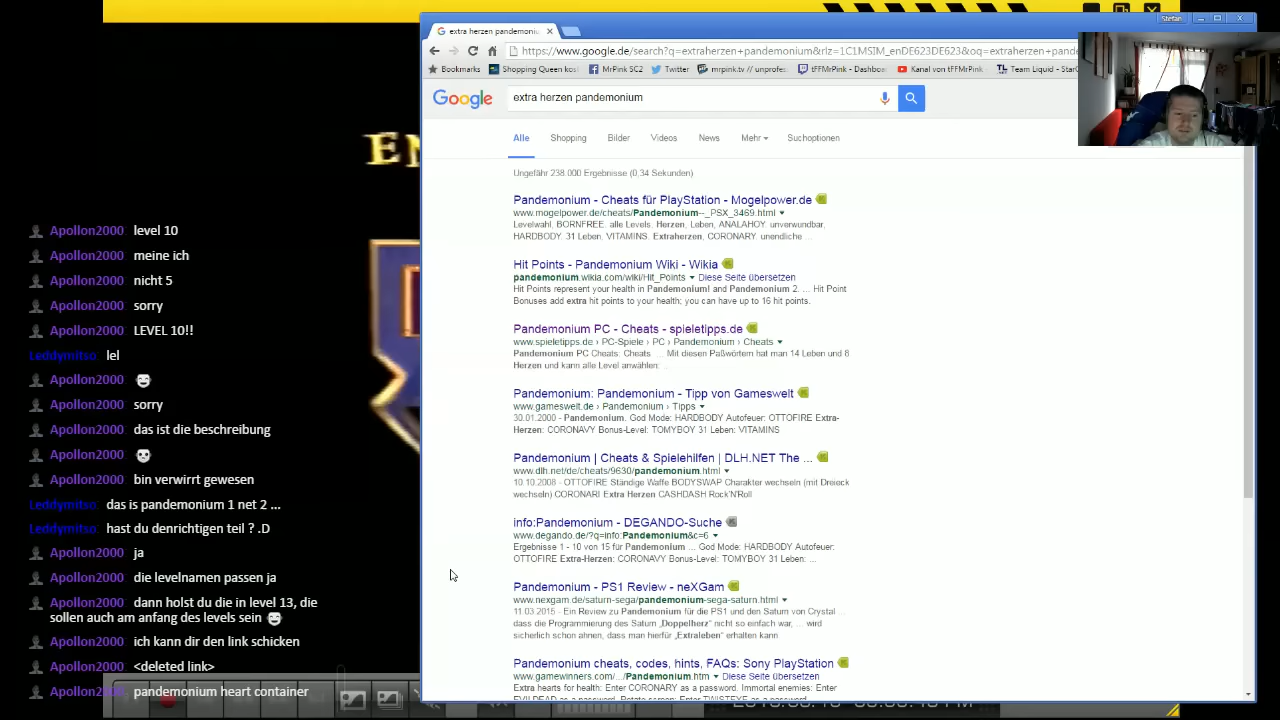 extra herzen pandemoniu
Stefan
https://www.google.de/search?q=extraherzen+pandemonium&rlz=1C1MSIM_enDE623DE623&oq=extraherzen+pande
Bookmarks
Shopping Queen kost
MrPink SC2
Twitter
mrpink.tv // unprofes
tFFMrPink - Dashboa
Kanal von tFFMrPink
Team Liquid - StarC
Google
extra herzen pandemonium
Alle Shopping Bilder Videos News Mehr Suchoptionen
Ungefähr 238.000 Ergebnisse (0,34 Sekunden)
Pandemonium - Cheats für PlayStation - Mogelpower.de
www.mogelpower.de/cheats/Pandemonium--_PSX_3469.html
Levelwahl, BORNFREE. alle Levels, Herzen, Leben, ANALAHOY. unverwundbar,
HARDBODY. 31 Leben. VITAMINS. Extraherzen, CORONARY. unendliche ...
Hit Points - Pandemonium Wiki - Wikia
pandemonium.wikia.com/wiki/Hit_Points Diese Seite übersetzen
Hit Points represent your health in Pandemonium! and Pandemonium 2. ... Hit Point
Bonuses add extra hit points to your health; you can have up to 16 hit points.
Pandemonium PC - Cheats - spieletipps.de
www.spieletipps.de › PC-Spiele › PC › Pandemonium › Cheats
Pandemonium PC Cheats: Cheats ... Mit diesen Paßwörtern hat man 14 Leben und 8
Herzen und kann alle Level anwählen:
Pandemonium: Pandemonium - Tipp von Gameswelt
www.gameswelt.de › Pandemonium › Tipps
30.01.2000 - Pandemonium. God Mode: HARDBODY Autofeuer: OTTOFIRE Extra-
Herzen: CORONAVY Bonus-Level: TOMYBOY 31 Leben: VITAMINS
Pandemonium | Cheats & Spielehilfen | DLH.NET The ...
www.dlh.net/de/cheats/9630/pandemonium.html
10.10.2008 - OTTOFIRE Ständige Waffe BODYSWAP Charakter wechseln (mit Dreieck
wechseln) CORONARI Extra Herzen CASHDASH Rock'N'Roll
info:Pandemonium - DEGANDO-Suche
www.degando.de/?q=info:Pandemonium&c=6
Ergebnisse 1 - 10 von 15 für Pandemonium ... God Mode: HARDBODY Autofeuer:
OTTOFIRE Extra-Herzen: CORONAVY Bonus-Level: TOMYBOY 31 Leben: ...
Pandemonium - PS1 Review - neXGam
www.nexgam.de/saturn-sega/pandemonium-sega-saturn.html
11.03.2015 - Ein Review zu Pandemonium für die PS1 und den Saturn von Crystal ...
dass die Programmierung des Saturn „Doppelherz" nicht so einfach war, ... wird
sicherlich schon ahnen, dass man hierfür „Extraleben" erhalten kann
Pandemonium cheats, codes, hints, FAQs: Sony PlayStation
www.gamewinners.com/.../Pandemonium.htm Diese Seite übersetzen
Extra hearts for health: Enter CORONARY as a password. Immortal enemies: Enter
Apollon2000 level 10
Apollon2000 meine ich
Apollon2000 nicht 5
Apollon2000 sorry
Apollon2000 LEVEL 10!!
Leddymitso: lel
Apollon2000
Apollon2000 sorry
Apollon2000 das ist die beschreibung
Apollon2000
Apollon2000 bin verwirrt gewesen
Leddymitso: das is pandemonium 1 net 2 ...
Leddymitso: hast du denrichtigen teil ? .D
Apollon2000 ja
Apollon2000 die levelnamen passen ja
Apollon2000 dann holst du die in level 13, die
sollen auch am anfang des levels sein
Apollon2000 ich kann dir den link schicken
Apollon2000 <deleted link>
Apollon2000 pandemonium heart container